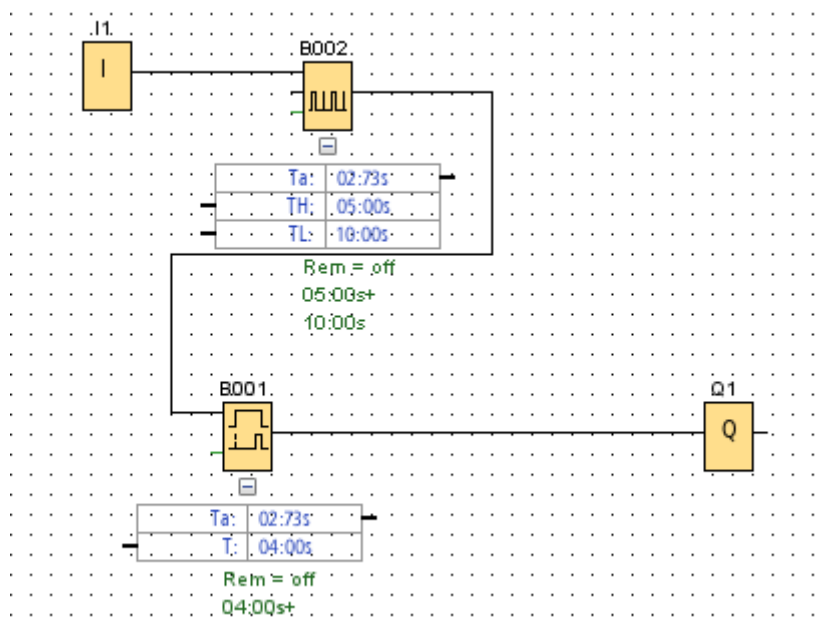 I1
B002
I
Ta: 02:73s
TH: 05:00s
TL: 10:00s
Rem = off
05:00s+
10:00s
B001
Q1
Q
Ta: 02:73s
T: 04:00s
Rem = off
04:00s+